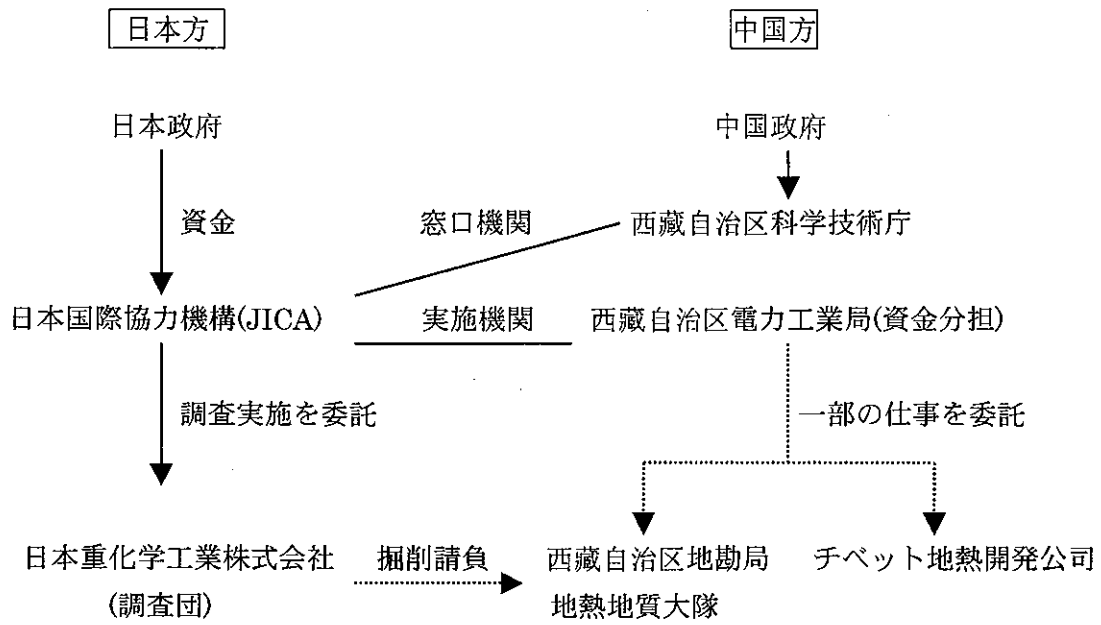 日本方 中国方
日本政府 中国政府
資金 窓口機関 西藏自治区科学技術庁
日本国際協力機構(JICA) 実施機関 西藏自治区電力工業局(資金分担)
調査実施を委託 一部の仕事を委託
日本重化学工業株式会社 掘削請負 西藏自治区地勘局 チベット地熱開発公司
(調査団) 地熱地質大隊